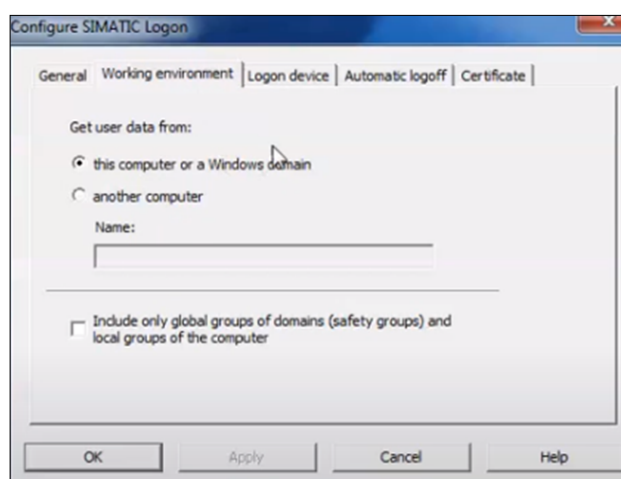 Configure SIMATIC Logon
General Working environment Logon device Automatic logoff Certificate
Get user data from:
this computer or a Windows domain
another computer
Name:
Include only global groups of domains (safety groups) and
local groups of the computer
OK Apply Cancel Help